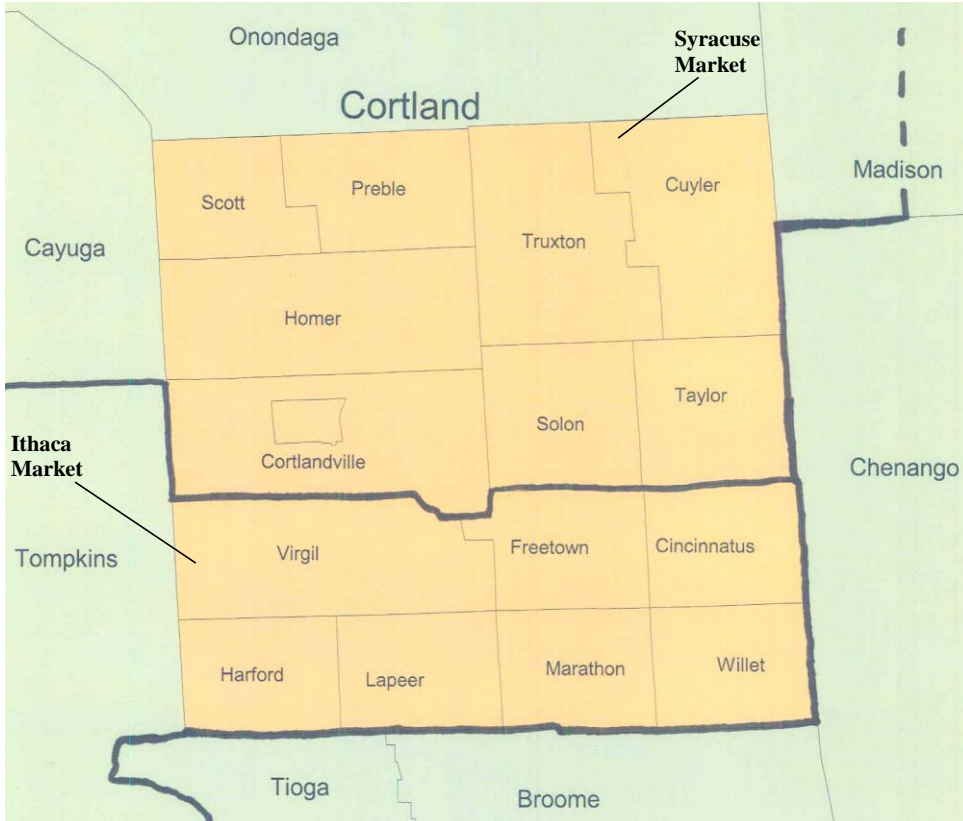 Onondaga
Syracuse
Market
Cortland
Madison
Scott
Preble
Cuyler
Cayuga
Truxton
Homer
Taylor
Solon
Ithaca
Market
Cortlandville
Chenango
Tompkins
Virgil
Freetown
Cincinnatus
Harford
Lapeer
Marathon
Willet
Tioga
Broome